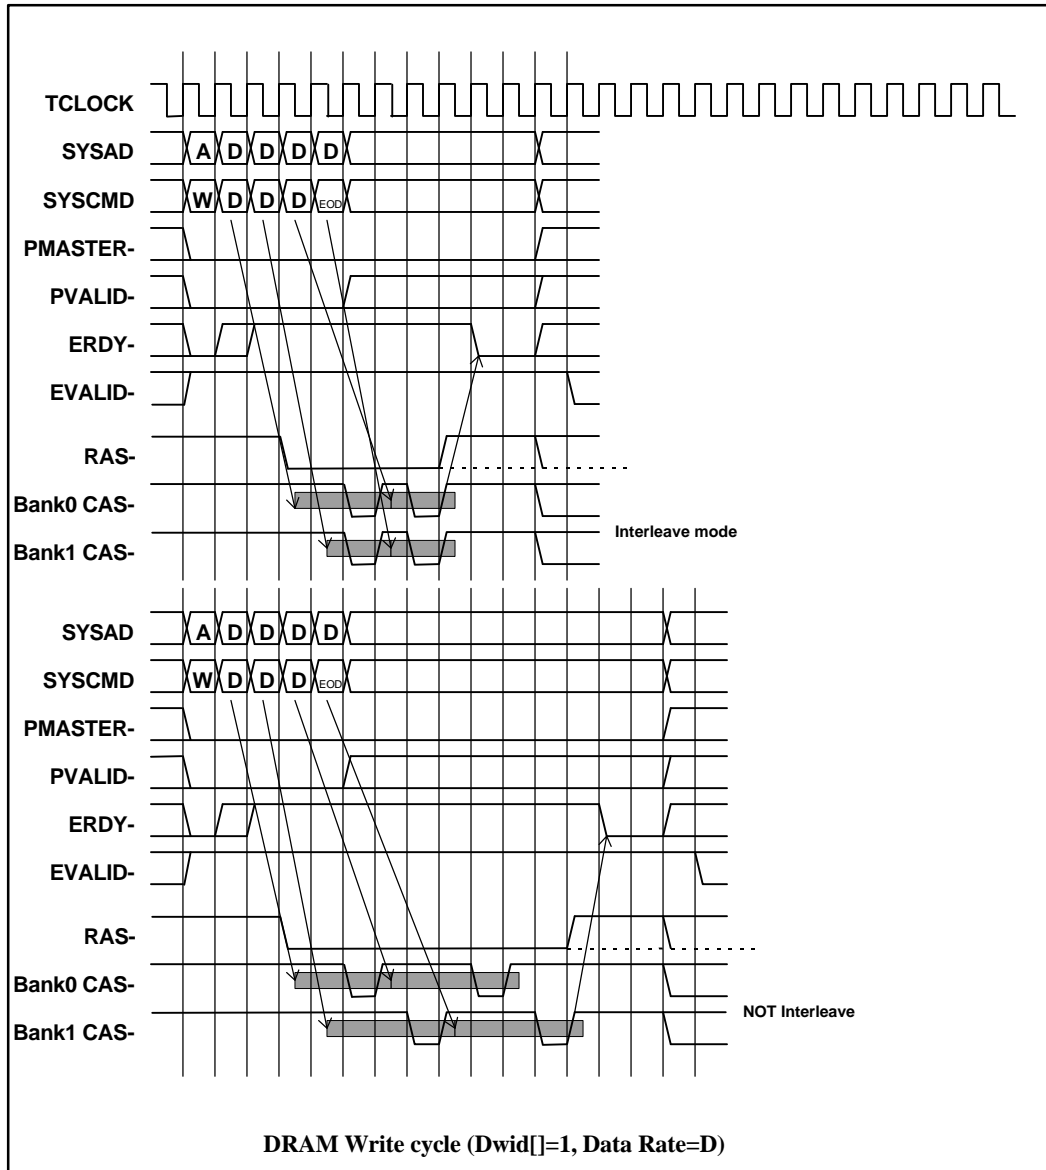 TCLOCK
SYSAD A D D D D
SYSCMD W D D D EOD
PMASTER-
PVALID-
ERDY-
EVALID-
RAS-
Bank0 CAS-
Interleave mode
Bank1 CAS-
SYSAD A D D D D
SYSCMD W D D D EOD
PMASTER-
PVALID-
ERDY-
EVALID-
RAS-
Bank0 CAS-
NOT Interleave
Bank1 CAS-
DRAM Write cycle (Dwid[]=1, Data Rate=D)